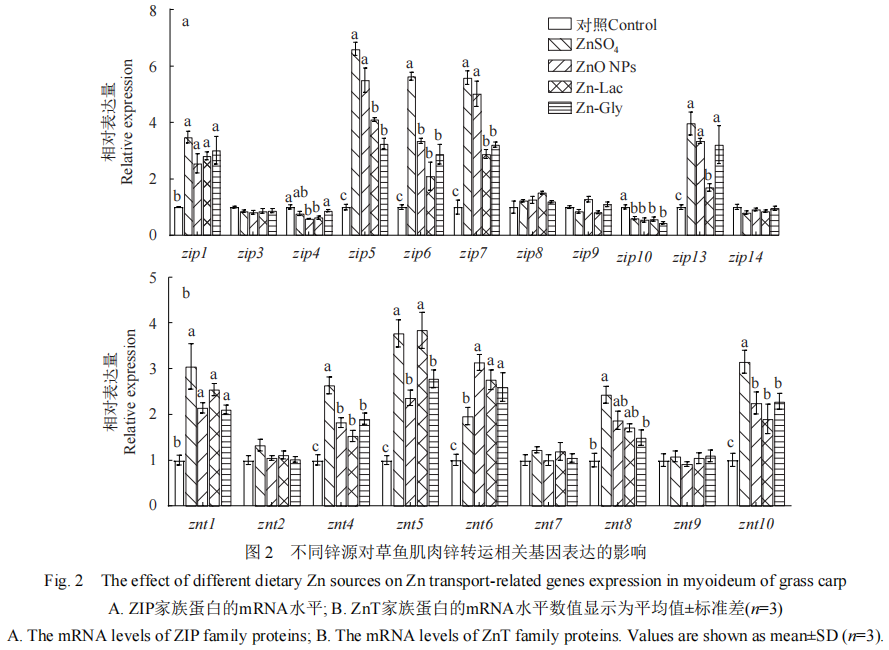 a
对照Control
ZnSO4
ZnO NPs
Zn-Lac
Zn-Gly
相对表达量
Relative expression
8
6
4
2
0
b a a a a
a ab b b a
c a a b b
c a b b b
c a a b b
a b b b b
c a a b a
zip1 zip3 zip4 zip5 zip6 zip7 zip8 zip9 zip10 zip13 zip14
b
相对表达量
Relative expression
5
4
3
2
1
0
b a a a a
c a b b b
c a b a b
c b a a a
b a ab ab b
c a b b b
znt1 znt2 znt4 znt5 znt6 znt7 znt8 znt9 znt10
图 2 不同锌源对草鱼肌肉锌转运相关基因表达的影响
Fig. 2 The effect of different dietary Zn sources on Zn transport-related genes expression in myoideum of grass carp
A. ZIP家族蛋白的mRNA水平; B. ZnT家族蛋白的mRNA水平数值显示为平均值±标准差(n=3)
A. The mRNA levels of ZIP family proteins; B. The mRNA levels of ZnT family proteins. Values are shown as mean±SD (n=3).